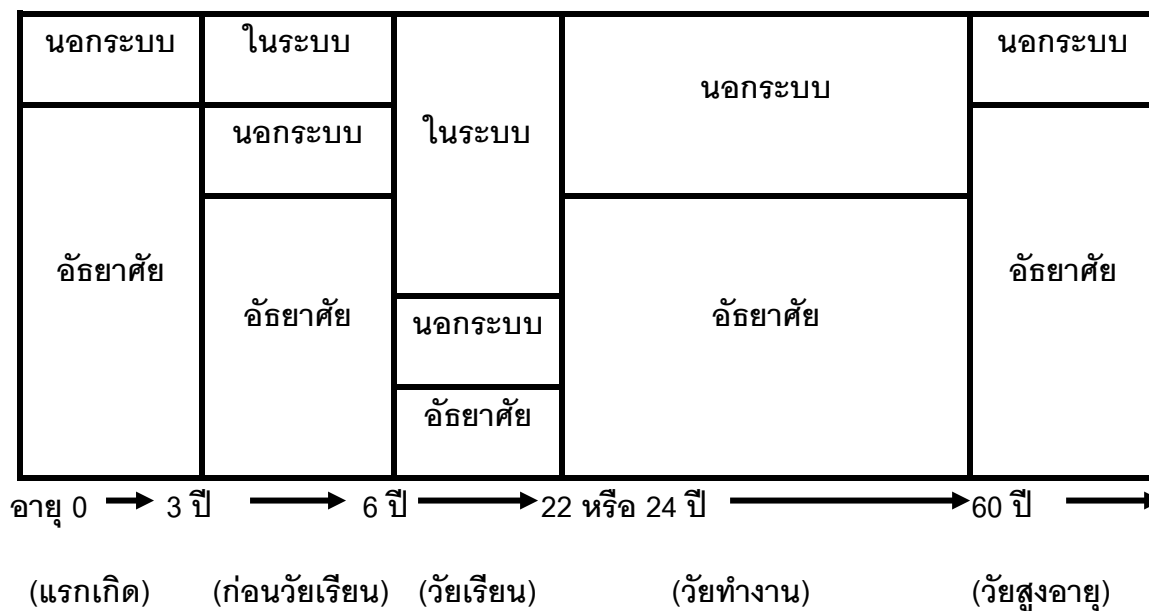 นอกระบบ ในระบบ ในระบบ นอกระบบ นอกระบบ
นอกระบบ
อัธยาศัย อัธยาศัย
อัธยาศัย นอกระบบ อัธยาศัย
อัธยาศัย
อายุ 0 3 ปี 6 ปี 22 หรือ 24 ปี 60 ปี
(แรกเกิด) (ก่อนวัยเรียน) (วัยเรียน) (วัยทำงาน) (วัยสูงอายุ)